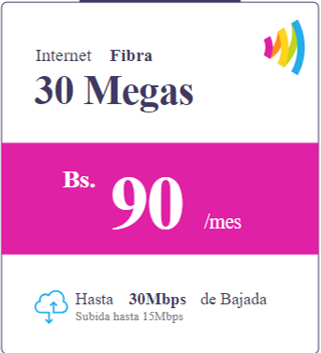 Internet Fibra
30 Megas
Bs. 90 /mes
Hasta 30Mbps de Bajada
Subida hasta 15Mbps